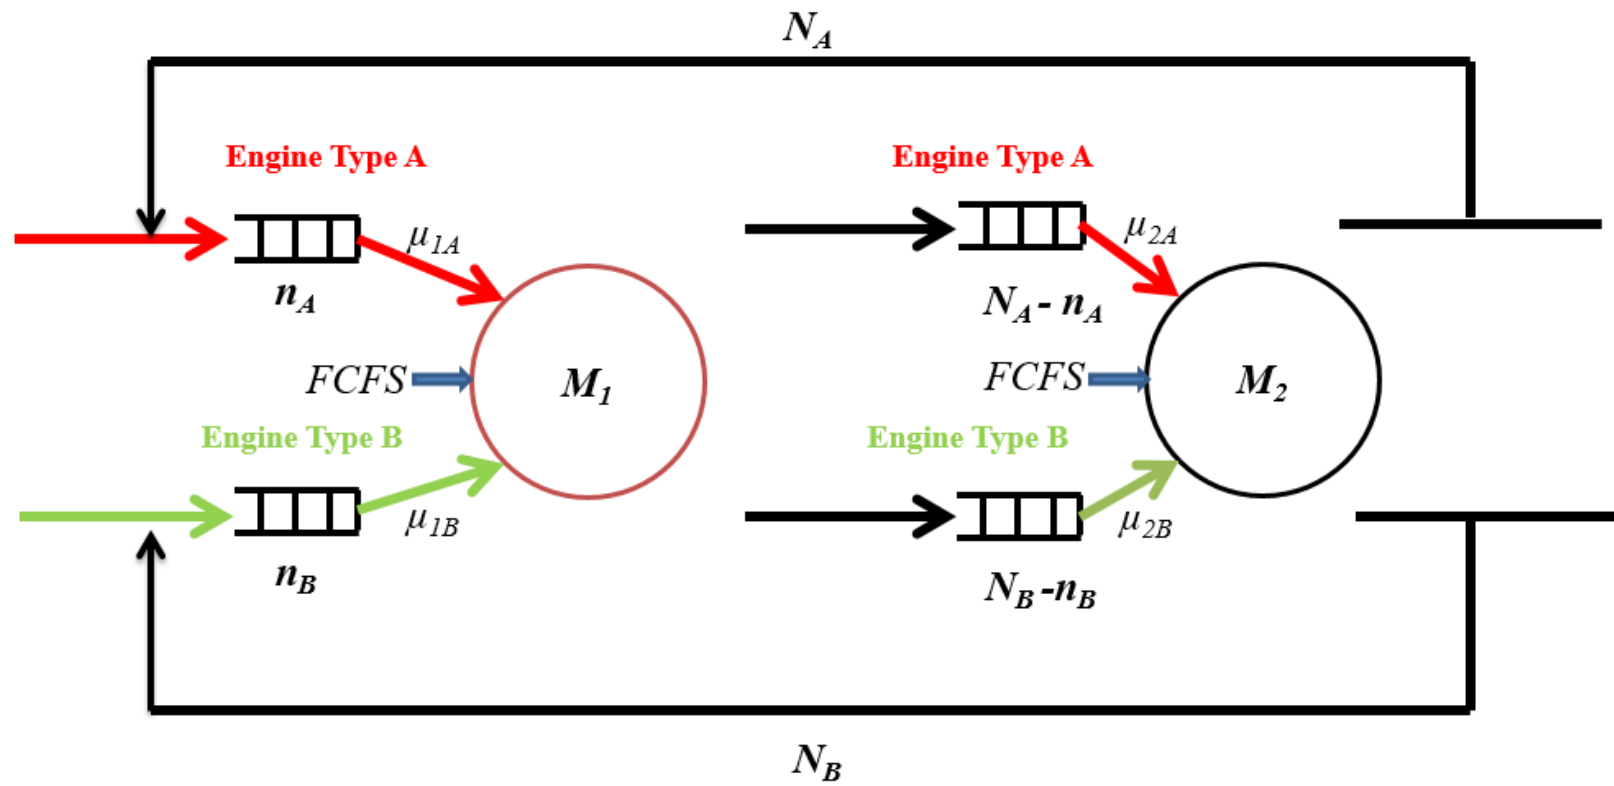 N_A
Engine Type A
Engine Type A
μ_1A
μ_2A
n_A
N_A - n_A
FCFS
M_1
FCFS
M_2
Engine Type B
Engine Type B
μ_1B
μ_2B
n_B
N_B -n_B
N_B